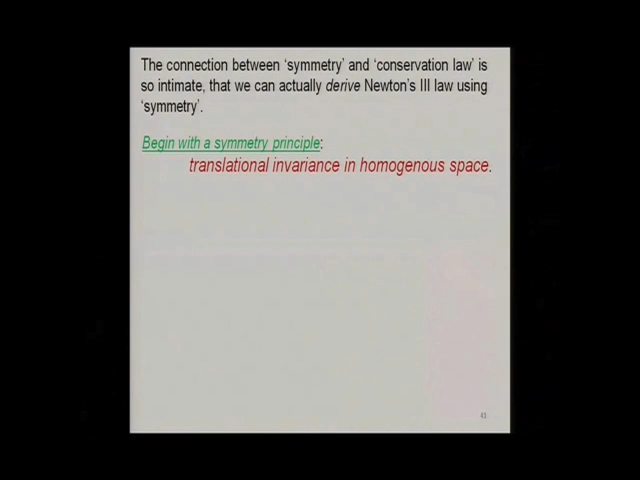 The connection between ‘symmetry’ and ‘conservation law’ is
so intimate, that we can actually derive Newton’s III law using
‘symmetry’.
Begin with a symmetry principle:
translational invariance in homogenous space.
41